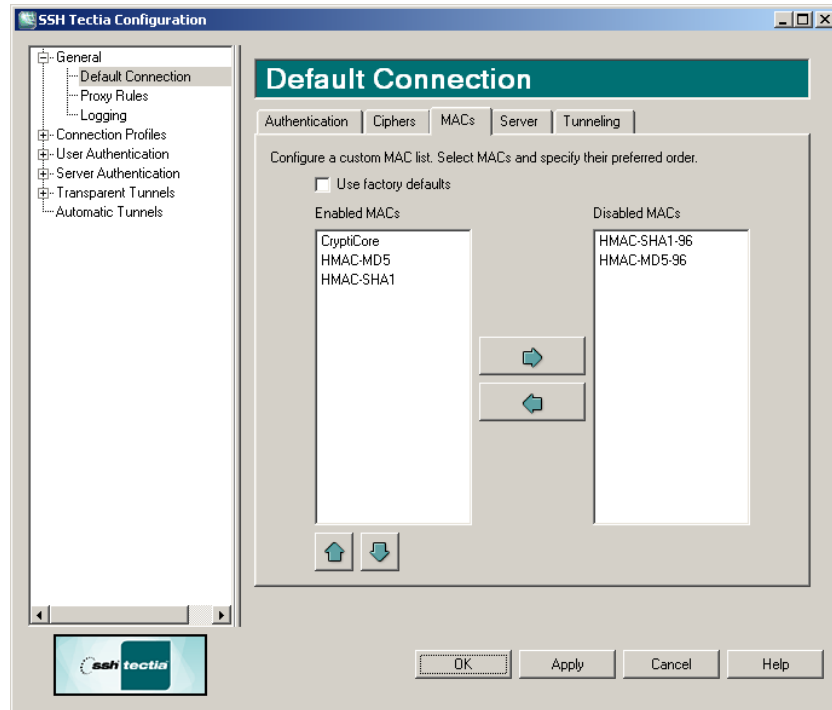 SSH Tectia Configuration
General
Default Connection
Proxy Rules
Logging
Connection Profiles
User Authentication
Server Authentication
Transparent Tunnels
Automatic Tunnels
Default Connection
Authentication Ciphers MACs Server Tunneling
Configure a custom MAC list. Select MACs and specify their preferred order.
Use factory defaults
Enabled MACs
CryptiCore
HMAC-MD5
HMAC-SHA1
Disabled MACs
HMAC-SHA1-96
HMAC-MD5-96
ssh tectia
OK Apply Cancel Help